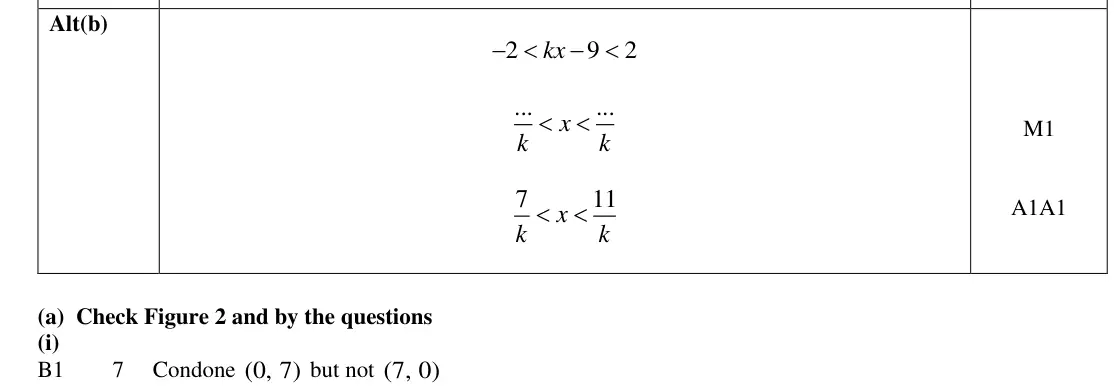 Alt(b)
−2 < kx − 9 < 2
.../k < x < .../k
M1
7/k < x < 11/k
A1A1
(a) Check Figure 2 and by the questions
(i)
B1 7 Condone (0, 7) but not (7, 0)